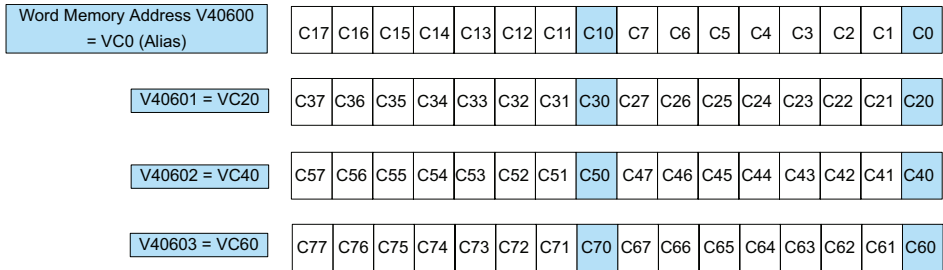 Word Memory Address V40600
= VC0 (Alias)
C17 C16 C15 C14 C13 C12 C11 C10 C7 C6 C5 C4 C3 C2 C1 C0
V40601 = VC20
C37 C36 C35 C34 C33 C32 C31 C30 C27 C26 C25 C24 C23 C22 C21 C20
V40602 = VC40
C57 C56 C55 C54 C53 C52 C51 C50 C47 C46 C45 C44 C43 C42 C41 C40
V40603 = VC60
C77 C76 C75 C74 C73 C72 C71 C70 C67 C66 C65 C64 C63 C62 C61 C60